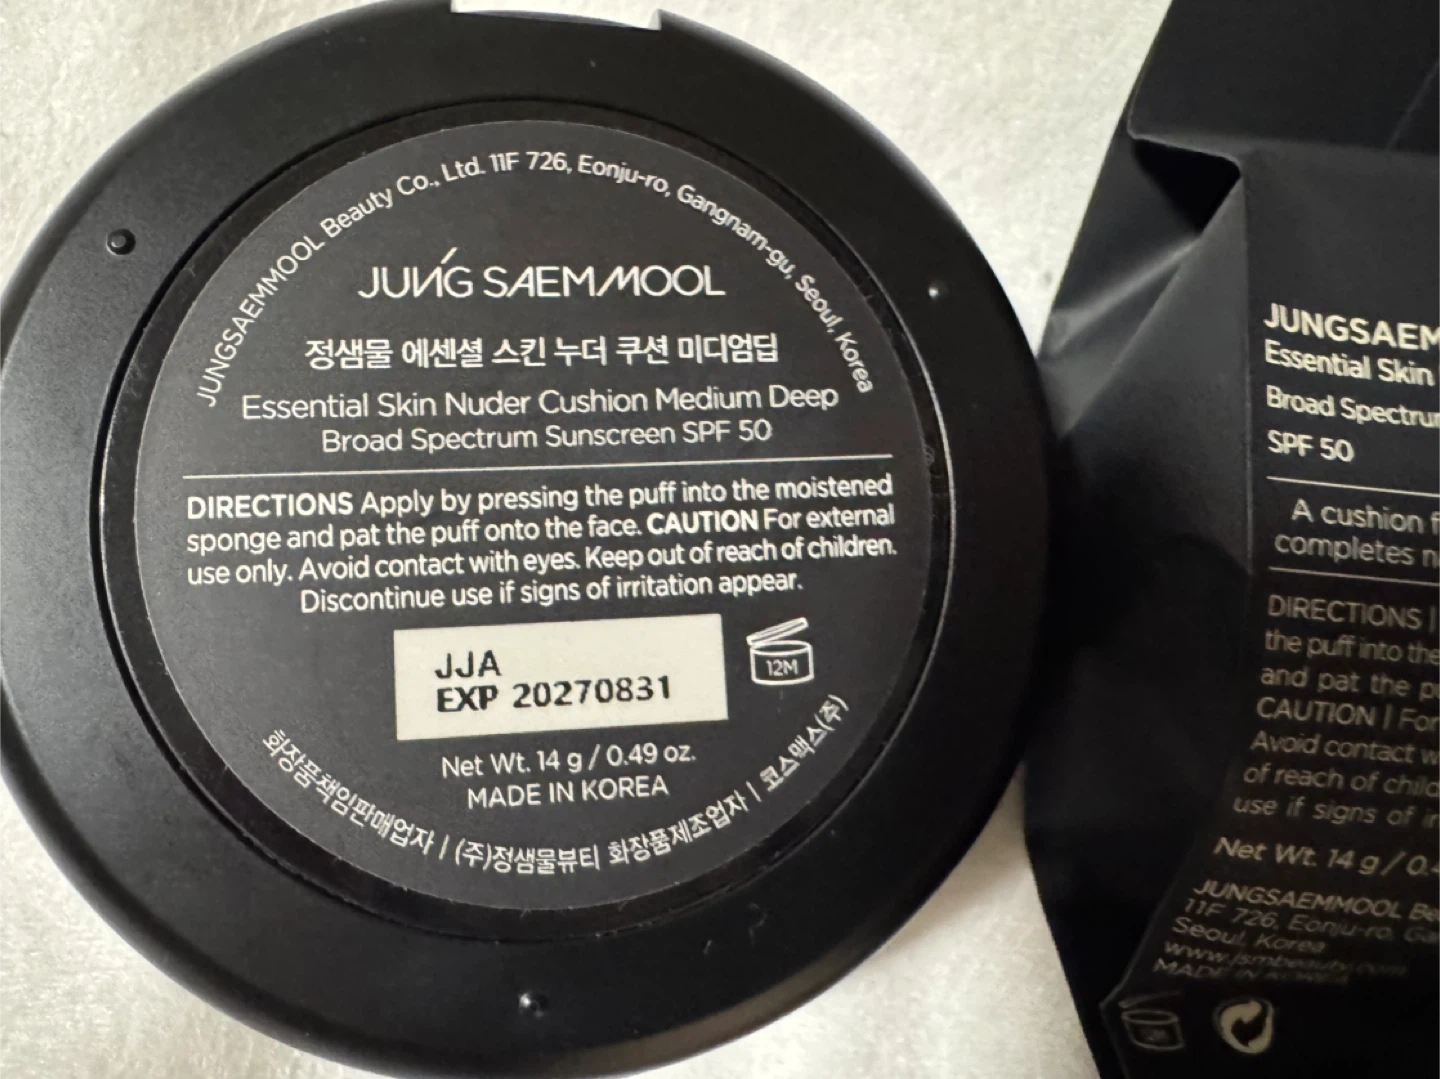 JUNGSAEMMOOL Beauty Co., Ltd. 11F 726, Eonju-ro, Gangnam-gu, Seoul, Korea
JUNG SAEMMOOL
정샘물 에센셜 스킨 누더 쿠션 미디엄딥
Essential Skin Nuder Cushion Medium Deep
Broad Spectrum Sunscreen SPF 50
DIRECTIONS Apply by pressing the puff into the moistened
sponge and pat the puff onto the face. CAUTION For external
use only. Avoid contact with eyes. Keep out of reach of children.
Discontinue use if signs of irritation appear.
JJA
EXP 20270831
12M
Net Wt. 14 g / 0.49 oz.
MADE IN KOREA
화장품책임판매업자 | (주)정샘물뷰티 화장품제조업자 | 코스맥스(주)
JUNGSAEM
Essential Skin
Broad Spectru
SPF 50
A cushion f
completes n
DIRECTIONS |
the puff into the
and pat the p
CAUTION | For
Avoid contact w
of reach of child
use if signs of ir
Net Wt. 14 g / 0.4
JUNGSAEMMOOL Be
11F 726, Eonju-ro, Ga
Seoul, Korea
www.jsmbeauty.com
MADE IN KOREA